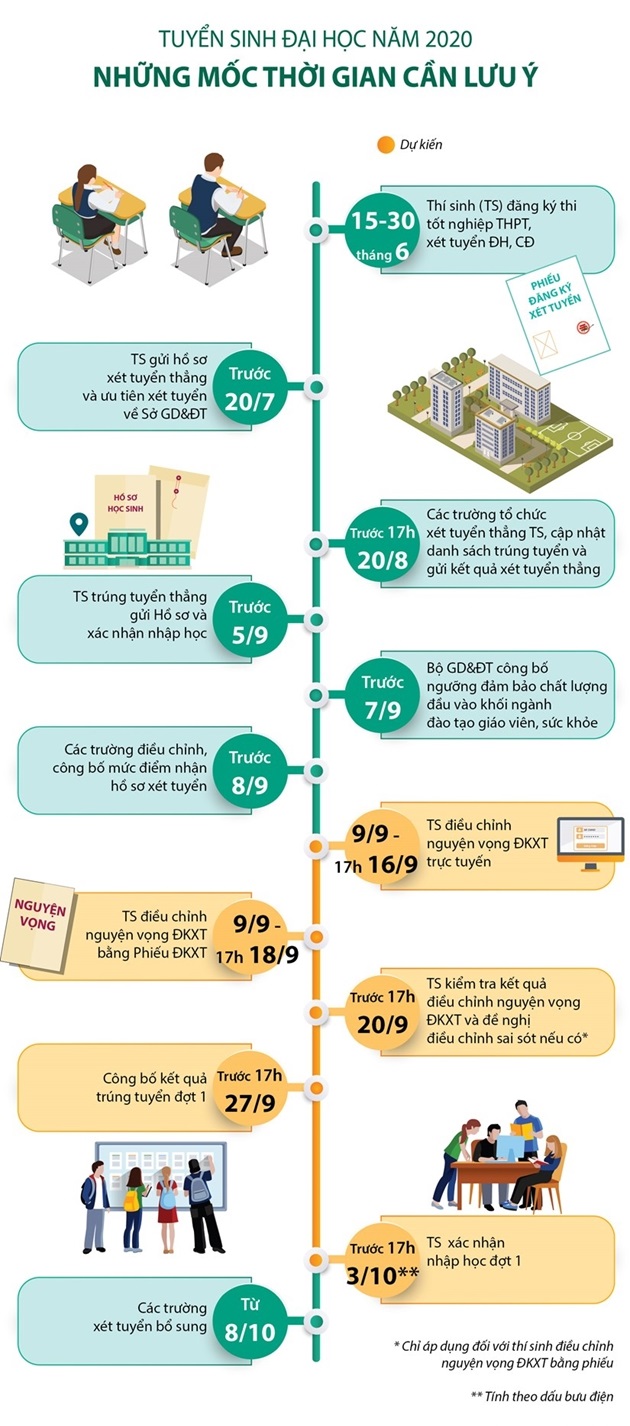 TUYỂN SINH ĐẠI HỌC NĂM 2020
NHỮNG MỐC THỜI GIAN CẦN LƯU Ý
Dự kiến
15-30
tháng 6
Thí sinh (TS) đăng ký thi
tốt nghiệp THPT,
xét tuyển ĐH, CĐ
PHIẾU
ĐĂNG KÝ
XÉT TUYỂN
TS gửi hồ sơ
xét tuyển thẳng
và ưu tiên xét tuyển
về Sở GD&ĐT
Trước
20/7
HỒ SƠ
HỌC SINH
Trước 17h
20/8
Các trường tổ chức
xét tuyển thẳng TS, cập nhật
danh sách trúng tuyển và
gửi kết quả xét tuyển thẳng
TS trúng tuyển thẳng
gửi Hồ sơ và
xác nhận nhập học
Trước
5/9
Trước
7/9
Bộ GD&ĐT công bố
ngưỡng đảm bảo chất lượng
đầu vào khối ngành
đào tạo giáo viên, sức khỏe
Các trường điều chỉnh,
công bố mức điểm nhận
hồ sơ xét tuyển
Trước
8/9
9/9 -
17h 16/9
TS điều chỉnh
nguyện vọng ĐKXT
trực tuyến
NGUYỆN
VỌNG
TS điều chỉnh
nguyện vọng ĐKXT
bằng Phiếu ĐKXT
9/9 -
17h 18/9
Trước 17h
20/9
TS kiểm tra kết quả
điều chỉnh nguyện vọng
ĐKXT và đề nghị
điều chỉnh sai sót nếu có*
Công bố kết quả
trúng tuyển đợt 1
Trước 17h
27/9
Trước 17h
3/10**
TS xác nhận
nhập học đợt 1
Các trường
xét tuyển bổ sung
Từ
8/10
* Chỉ áp dụng đối với thí sinh điều chỉnh
nguyện vọng ĐKXT bằng phiếu
** Tính theo dấu bưu điện